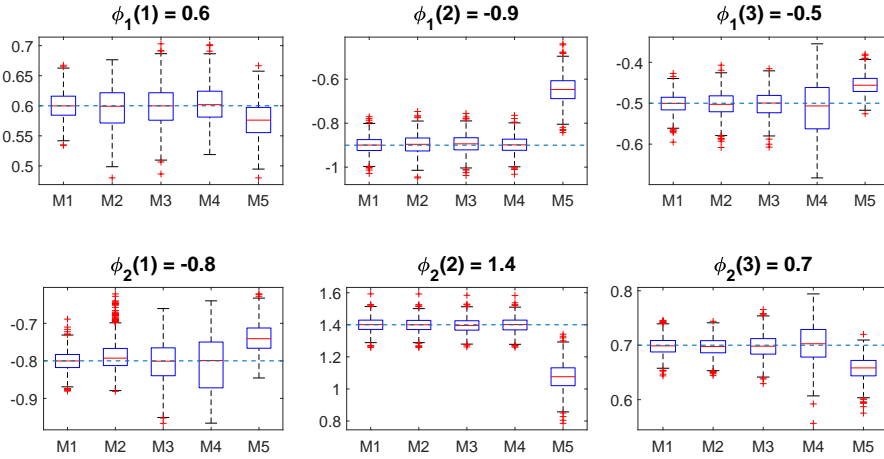 ϕ1(1) = 0.6
ϕ1(2) = -0.9
ϕ1(3) = -0.5
0.7
0.65
0.6
0.55
0.5
M1 M2 M3 M4 M5
-0.6
-0.8
-1
M1 M2 M3 M4 M5
-0.4
-0.5
-0.6
M1 M2 M3 M4 M5
ϕ2(1) = -0.8
ϕ2(2) = 1.4
ϕ2(3) = 0.7
-0.7
-0.8
-0.9
M1 M2 M3 M4 M5
1.6
1.4
1.2
1
0.8
M1 M2 M3 M4 M5
0.8
0.7
0.6
M1 M2 M3 M4 M5